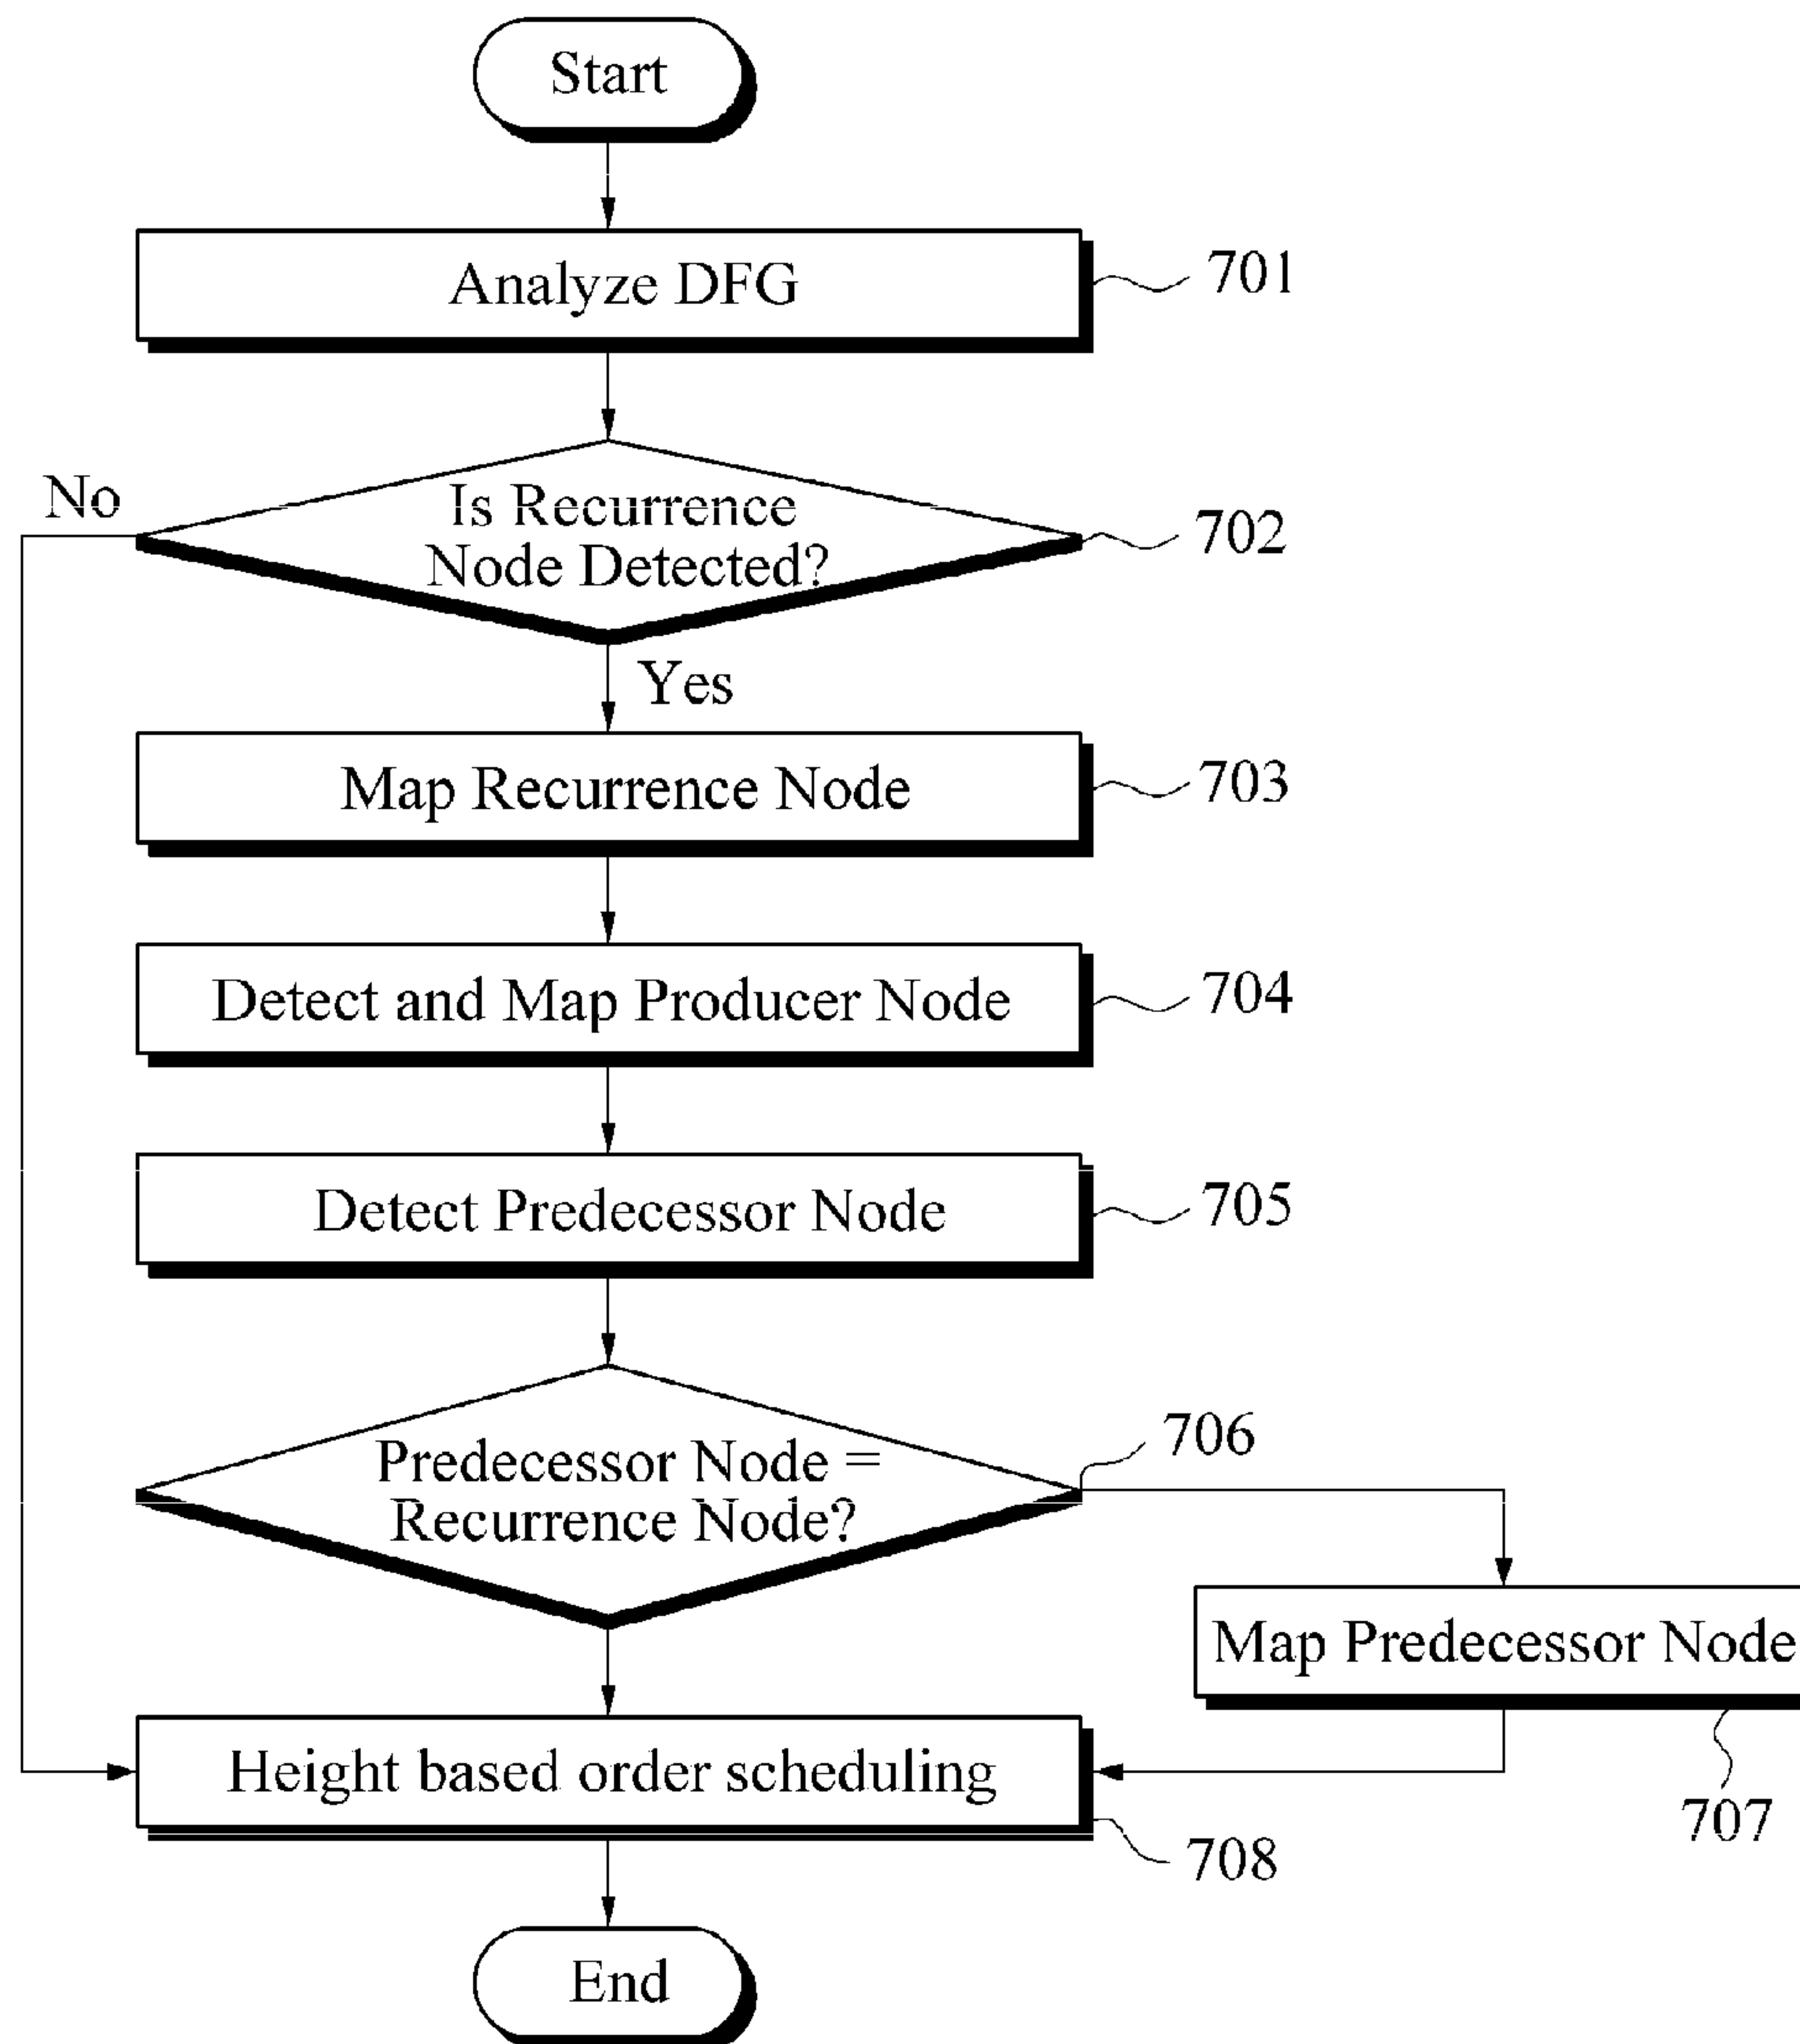 Start
Analyze DFG
701
No
Is Recurrence
Node Detected?
702
Yes
Map Recurrence Node
703
Detect and Map Producer Node
704
Detect Predecessor Node
705
Predecessor Node =
Recurrence Node?
706
Map Predecessor Node
707
Height based order scheduling
708
End